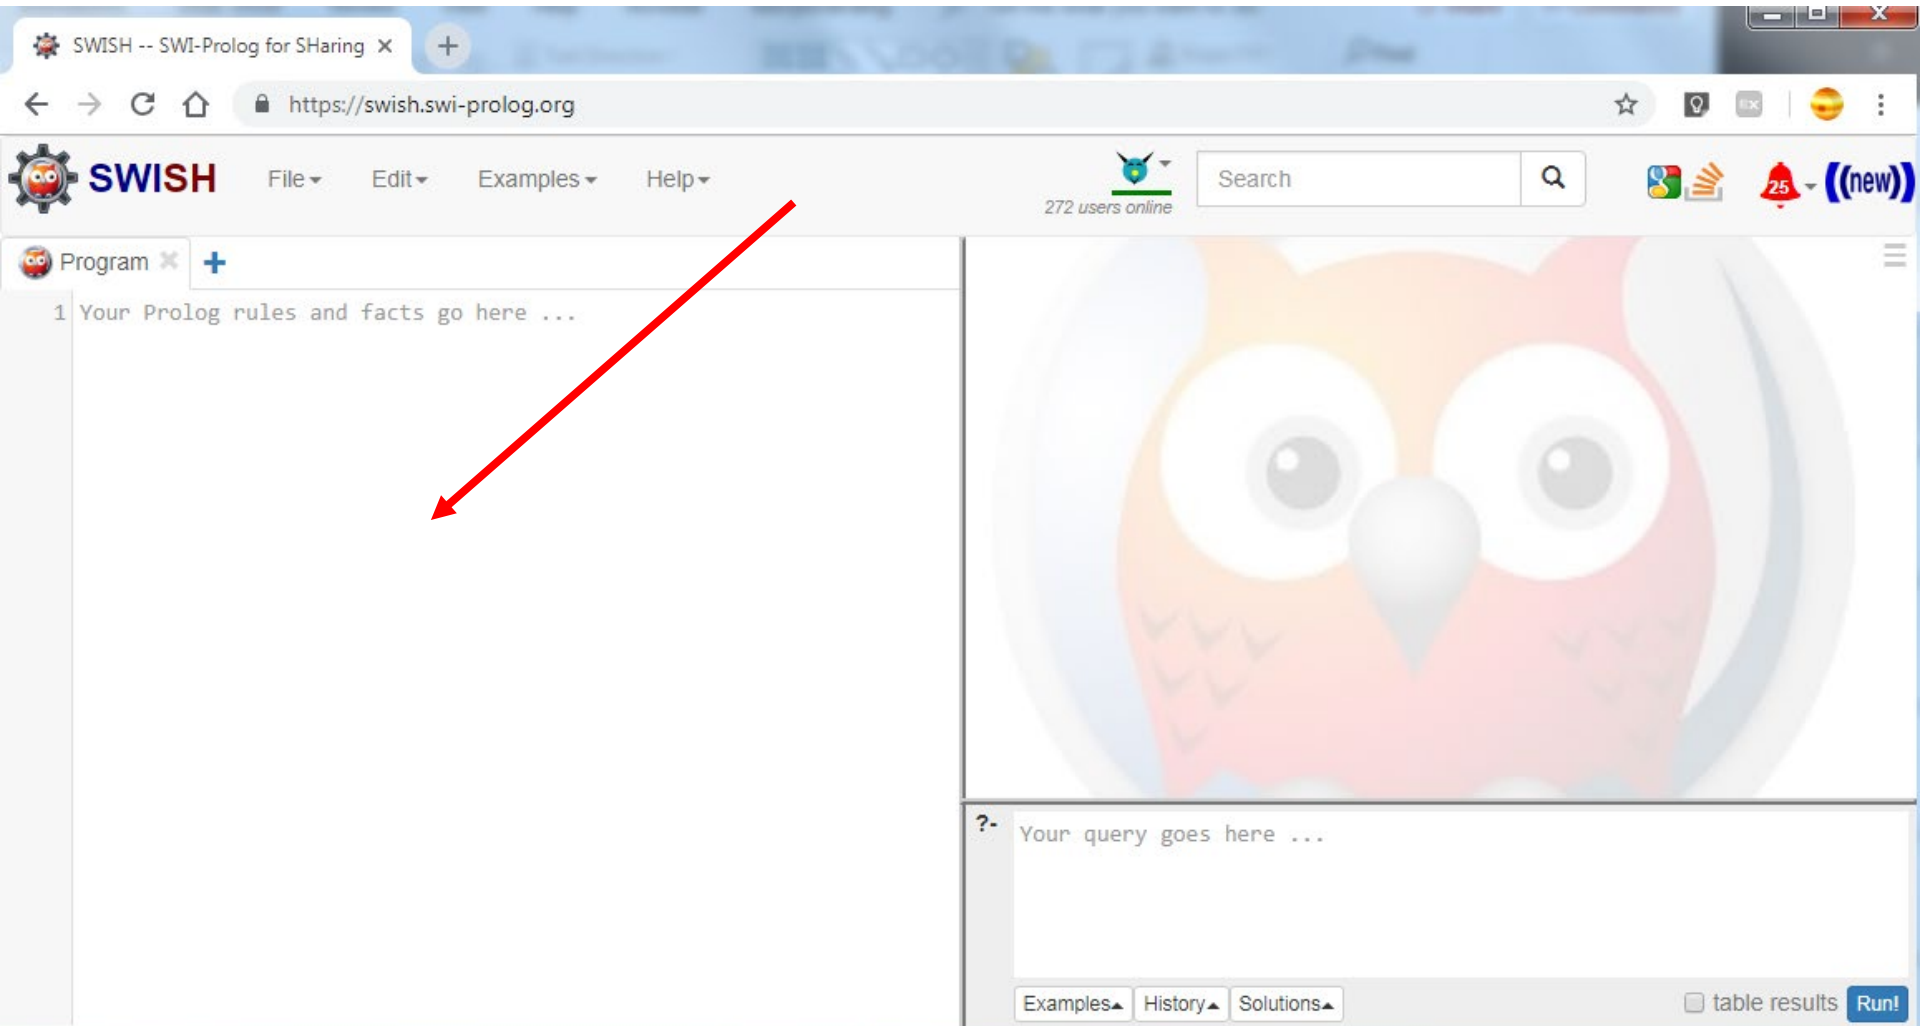 SWISH -- SWI-Prolog for SHaring
https://swish.swi-prolog.org
SWISH File Edit Examples Help 272 users online Search 25 ((new))
Program
1 Your Prolog rules and facts go here ...
?- Your query goes here ...
Examples History Solutions table results Run!